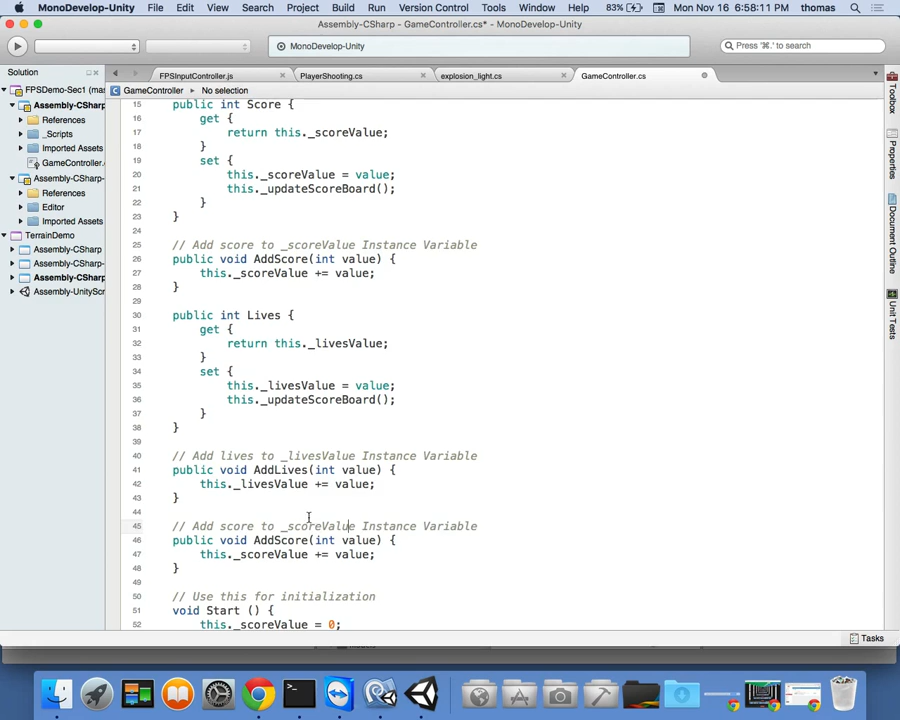 MonoDevelop-Unity File Edit View Search Project Build Run Version Control Tools Window Help 83% Mon Nov 16 6:58:11 PM thomas
Assembly-CSharp - GameController.cs* - MonoDevelop-Unity
MonoDevelop-Unity
Press '⌘.' to search
Solution
FPSInputController.js
PlayerShooting.cs
explosion_light.cs
GameController.cs
FPSDemo-Sec1 (mas
Assembly-CSharp
References
_Scripts
Imported Assets
GameController.
Assembly-CSharp-
References
Editor
Imported Assets
TerrainDemo
Assembly-CSharp
Assembly-CSharp-
Assembly-CSharp
Assembly-UnityScr
GameController No selection
15 public int Score {
16 get {
17 return this._scoreValue;
18 }
19 set {
20 this._scoreValue = value;
21 this._updateScoreBoard();
22 }
23 }
24
25 // Add score to _scoreValue Instance Variable
26 public void AddScore(int value) {
27 this._scoreValue += value;
28 }
29
30 public int Lives {
31 get {
32 return this._livesValue;
33 }
34 set {
35 this._livesValue = value;
36 this._updateScoreBoard();
37 }
38 }
39
40 // Add lives to _livesValue Instance Variable
41 public void AddLives(int value) {
42 this._livesValue += value;
43 }
44
45 // Add score to _scoreValue Instance Variable
46 public void AddScore(int value) {
47 this._scoreValue += value;
48 }
49
50 // Use this for initialization
51 void Start () {
52 this._scoreValue = 0;
Toolbox
Properties
Document Outline
Unit Tests
Tasks